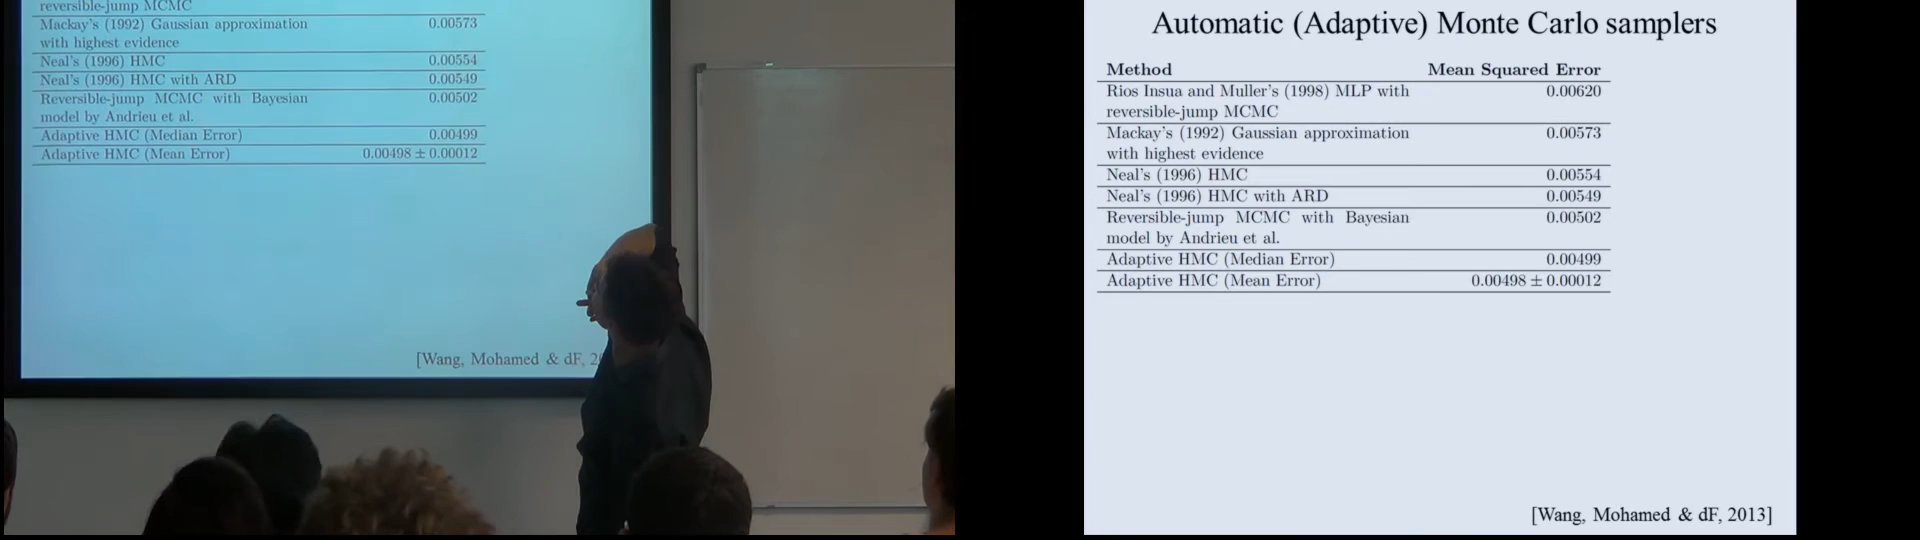 reversible-jump MCMC
Mackay's (1992) Gaussian approximation 0.00573
with highest evidence
Neal's (1996) HMC 0.00554
Neal's (1996) HMC with ARD 0.00549
Reversible-jump MCMC with Bayesian 0.00502
model by Andrieu et al.
Adaptive HMC (Median Error) 0.00499
Adaptive HMC (Mean Error) 0.00498 ± 0.00012
[Wang, Mohamed & dF, 2
Automatic (Adaptive) Monte Carlo samplers
Method Mean Squared Error
Rios Insua and Muller's (1998) MLP with 0.00620
reversible-jump MCMC
Mackay's (1992) Gaussian approximation 0.00573
with highest evidence
Neal's (1996) HMC 0.00554
Neal's (1996) HMC with ARD 0.00549
Reversible-jump MCMC with Bayesian 0.00502
model by Andrieu et al.
Adaptive HMC (Median Error) 0.00499
Adaptive HMC (Mean Error) 0.00498 ± 0.00012
[Wang, Mohamed & dF, 2013]